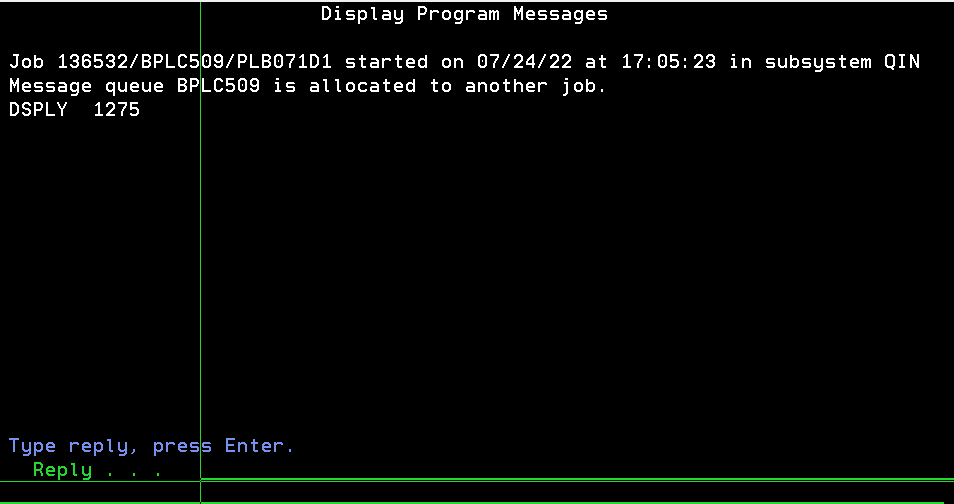 Display Program Messages
Job 136532/BPLC509/PLB071D1 started on 07/24/22 at 17:05:23 in subsystem QIN
Message queue BPLC509 is allocated to another job.
DSPLY  1275
Type reply, press Enter.
Reply . . .